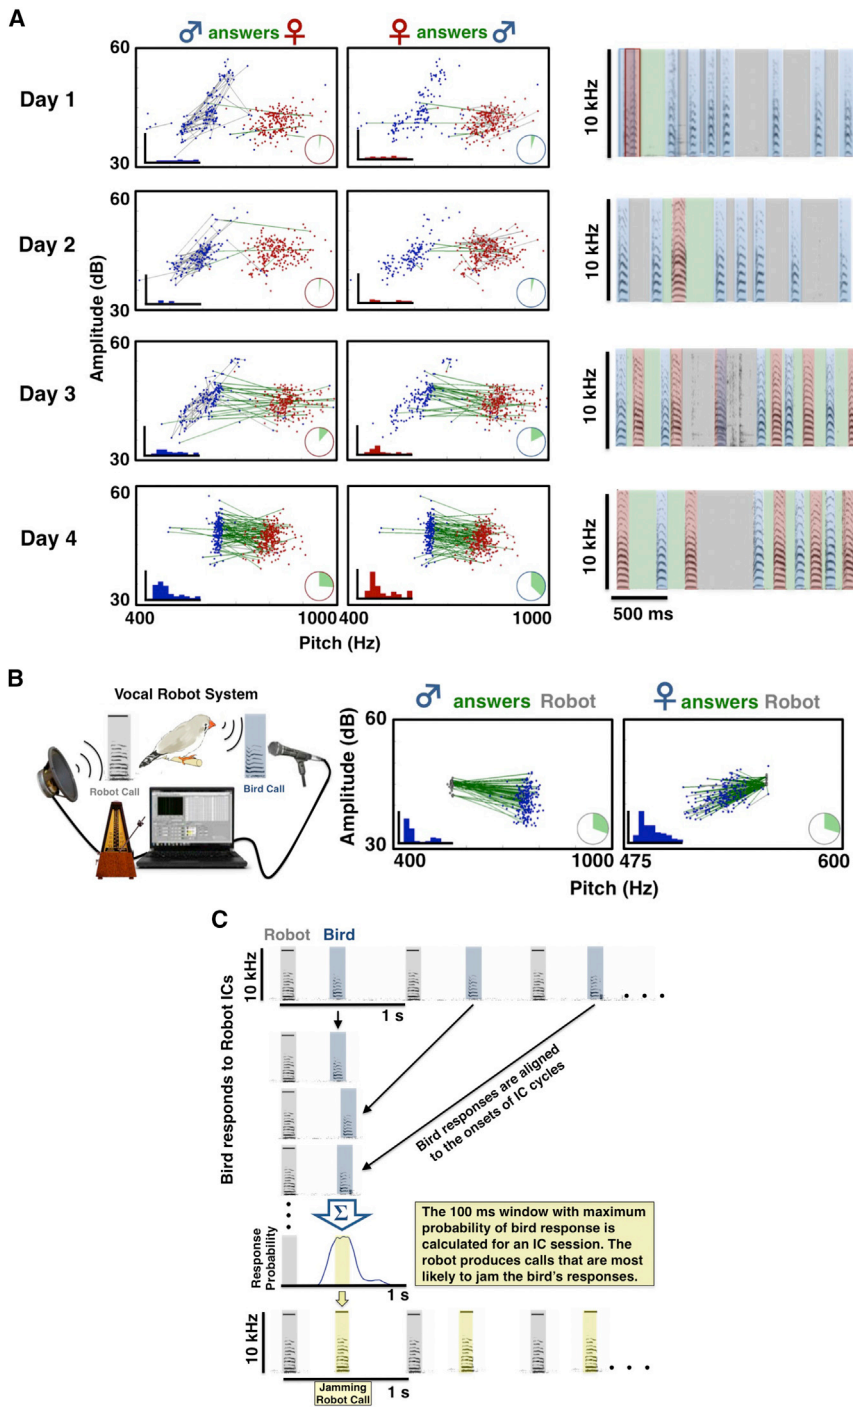 A
♂ answers ♀
♀ answers ♂
Day 1
60
30
10 kHz
Day 2
60
30
10 kHz
Amplitude (dB)
Day 3
60
30
10 kHz
Day 4
60
30
10 kHz
400
1000
400
1000
Pitch (Hz)
500 ms
B
Vocal Robot System
Robot Call
Bird Call
♂ answers Robot
♀ answers Robot
Amplitude (dB)
60
30
400
1000
475
600
Pitch (Hz)
C
Robot Bird
10 kHz
1 s
Bird responds to Robot ICs
Bird responses are aligned
to the onsets of IC cycles
Σ
The 100 ms window with maximum
probability of bird response is
calculated for an IC session. The
robot produces calls that are most
likely to jam the bird's responses.
Response
Probability
1 s
10 kHz
Jamming
Robot Call
1 s